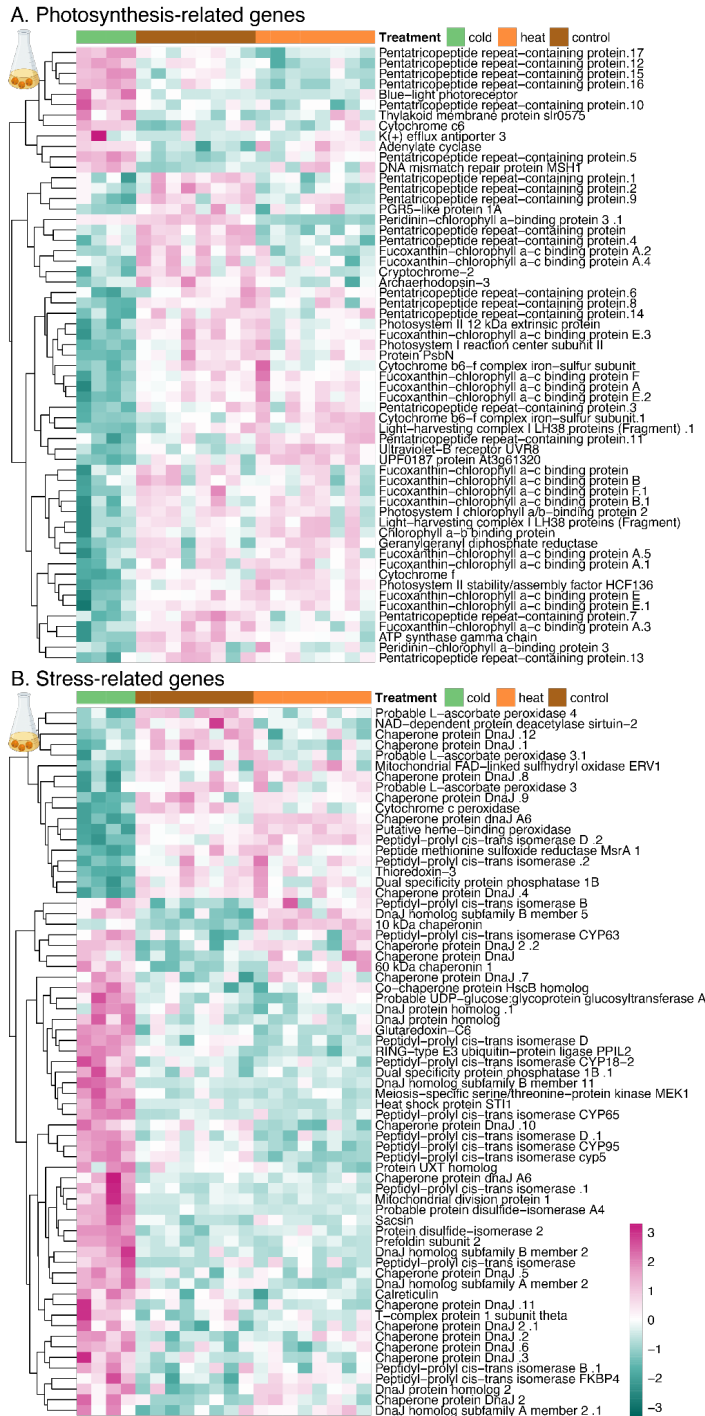 A. Photosynthesis-related genes
Treatment cold heat control
Pentatricopeptide repeat−containing protein.17
Pentatricopeptide repeat−containing protein.12
Pentatricopeptide repeat−containing protein.15
Pentatricopeptide repeat−containing protein.16
Blue−light photoreceptor
Pentatricopeptide repeat−containing protein.10
Thylakoid membrane protein slr0575
Cytochrome c6
K(+) efflux antiporter 3
Adenylate cyclase
Pentatricopeptide repeat−containing protein.5
DNA mismatch repair protein MSH1
Pentatricopeptide repeat−containing protein.1
Pentatricopeptide repeat−containing protein.2
Pentatricopeptide repeat−containing protein.9
PGR5−like protein 1A
Peridinin−chlorophyll a−binding protein 3 .1
Pentatricopeptide repeat−containing protein
Pentatricopeptide repeat−containing protein.4
Fucoxanthin−chlorophyll a−c binding protein A.2
Fucoxanthin−chlorophyll a−c binding protein A.4
Cryptochrome−2
Archaerhodopsin−3
Pentatricopeptide repeat−containing protein.6
Pentatricopeptide repeat−containing protein.8
Pentatricopeptide repeat−containing protein.14
Photosystem II 12 kDa extrinsic protein
Fucoxanthin−chlorophyll a−c binding protein E.3
Photosystem I reaction center subunit II
Protein PsbN
Cytochrome b6−f complex iron−sulfur subunit
Fucoxanthin−chlorophyll a−c binding protein F
Fucoxanthin−chlorophyll a−c binding protein A
Fucoxanthin−chlorophyll a−c binding protein E.2
Pentatricopeptide repeat−containing protein.3
Cytochrome b6−f complex iron−sulfur subunit.1
Light−harvesting complex I LH38 proteins (Fragment) .1
Pentatricopeptide repeat−containing protein.11
Ultraviolet−B receptor UVR8
UPF0187 protein At3g61320
Fucoxanthin−chlorophyll a−c binding protein
Fucoxanthin−chlorophyll a−c binding protein B
Fucoxanthin−chlorophyll a−c binding protein F.1
Fucoxanthin−chlorophyll a−c binding protein B.1
Photosystem I chlorophyll a/b−binding protein 2
Light−harvesting complex I LH38 proteins (Fragment)
Chlorophyll a−b binding protein
Geranylgeranyl diphosphate reductase
Fucoxanthin−chlorophyll a−c binding protein A.5
Fucoxanthin−chlorophyll a−c binding protein A.1
Cytochrome f
Photosystem II stability/assembly factor HCF136
Fucoxanthin−chlorophyll a−c binding protein E
Fucoxanthin−chlorophyll a−c binding protein E.1
Pentatricopeptide repeat−containing protein.7
Fucoxanthin−chlorophyll a−c binding protein A.3
ATP synthase gamma chain
Peridinin−chlorophyll a−binding protein 3
Pentatricopeptide repeat−containing protein.13
B. Stress-related genes
Treatment cold heat control
Probable L−ascorbate peroxidase 4
NAD−dependent protein deacetylase sirtuin−2
Chaperone protein DnaJ .12
Chaperone protein DnaJ .1
Probable L−ascorbate peroxidase 3.1
Mitochondrial FAD−linked sulfhydryl oxidase ERV1
Chaperone protein DnaJ .8
Probable L−ascorbate peroxidase 3
Chaperone protein DnaJ .9
Cytochrome c peroxidase
Chaperone protein dnaJ A6
Putative heme−binding peroxidase
Peptidyl−prolyl cis−trans isomerase D .2
Peptide methionine sulfoxide reductase MsrA 1
Peptidyl−prolyl cis−trans isomerase .2
Thioredoxin−3
Dual specificity protein phosphatase 1B
Chaperone protein DnaJ .4
Peptidyl−prolyl cis−trans isomerase B
DnaJ homolog subfamily B member 5
10 kDa chaperonin
Peptidyl−prolyl cis−trans isomerase CYP63
Chaperone protein DnaJ 2 .2
Chaperone protein DnaJ
60 kDa chaperonin 1
Chaperone protein DnaJ .7
Co−chaperone protein HscB homolog
Probable UDP−glucose:glycoprotein glucosyltransferase A
DnaJ protein homolog .1
DnaJ protein homolog
Glutaredoxin−C6
Peptidyl−prolyl cis−trans isomerase D
RING−type E3 ubiquitin−protein ligase PPIL2
Peptidyl−prolyl cis−trans isomerase CYP18−2
Dual specificity protein phosphatase 1B .1
DnaJ homolog subfamily B member 11
Meiosis−specific serine/threonine−protein kinase MEK1
Heat shock protein STI1
Peptidyl−prolyl cis−trans isomerase CYP65
Chaperone protein DnaJ .10
Peptidyl−prolyl cis−trans isomerase D .1
Peptidyl−prolyl cis−trans isomerase CYP95
Peptidyl−prolyl cis−trans isomerase cyp5
Protein UXT homolog
Chaperone protein dnaJ A6
Peptidyl−prolyl cis−trans isomerase .1
Mitochondrial division protein 1
Probable protein disulfide−isomerase A4
Sacsin
Protein disulfide−isomerase 2
Prefoldin subunit 2
DnaJ homolog subfamily B member 2
Peptidyl−prolyl cis−trans isomerase
Chaperone protein DnaJ .5
DnaJ homolog subfamily A member 2
Calreticulin
Chaperone protein DnaJ .11
T−complex protein 1 subunit theta
Chaperone protein DnaJ 2 .1
Chaperone protein DnaJ .2
Chaperone protein DnaJ .6
Chaperone protein DnaJ .3
Peptidyl−prolyl cis−trans isomerase B .1
Peptidyl−prolyl cis−trans isomerase FKBP4
DnaJ protein homolog 2
Chaperone protein DnaJ 2
DnaJ homolog subfamily A member 2 .1
3
2
1
0
−1
−2
−3